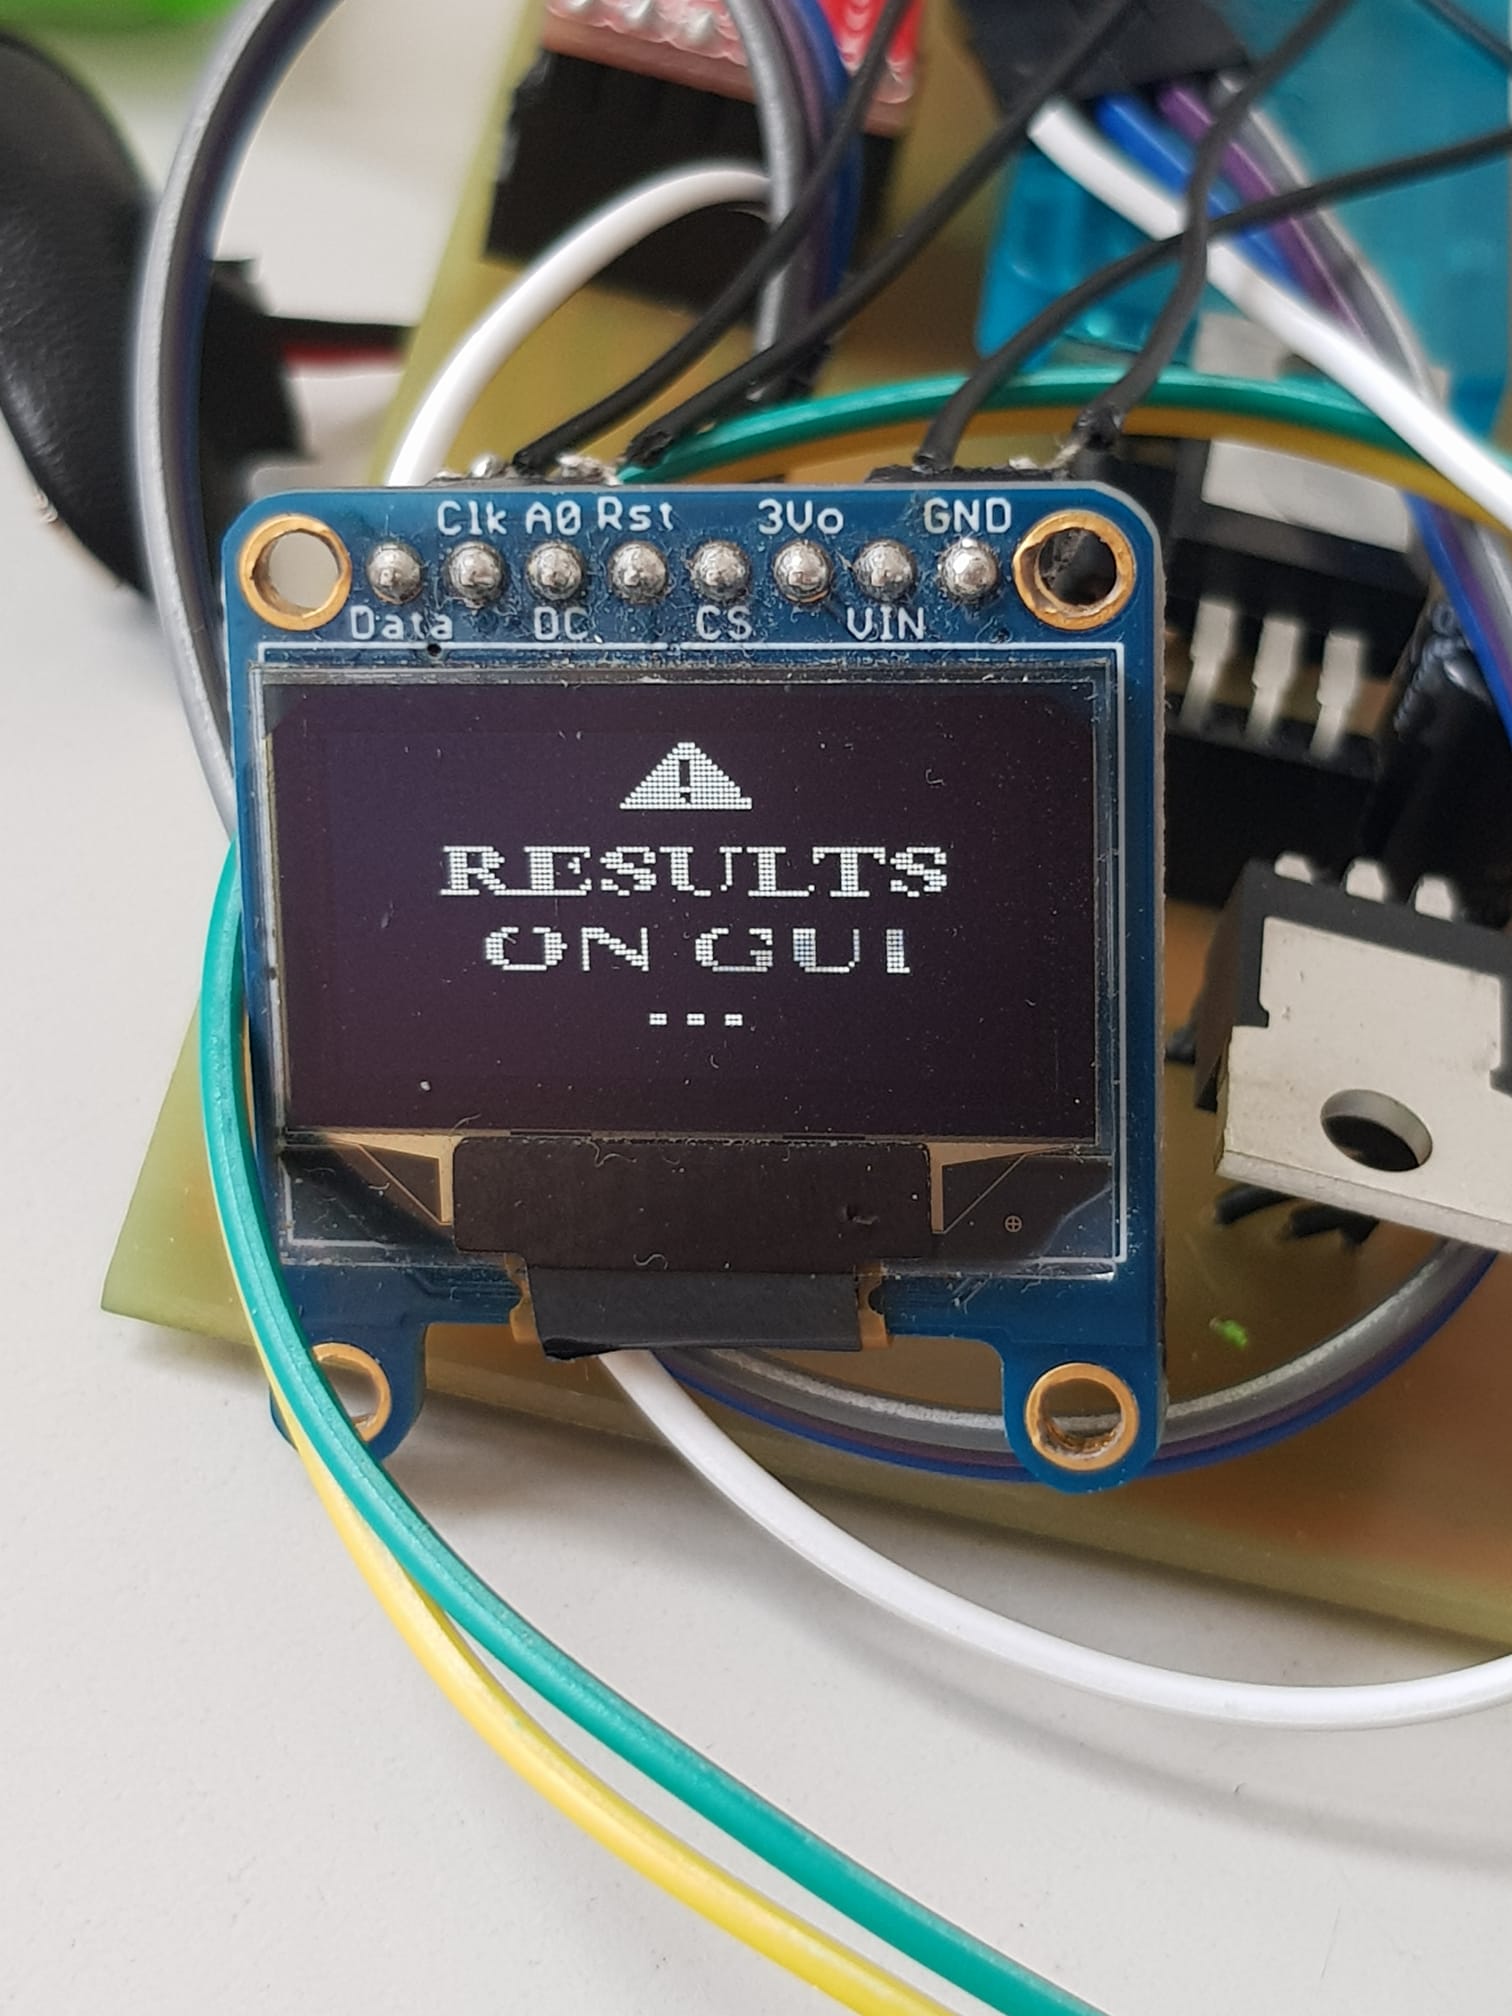 Clk A0 Rst 3Vo GND
Data DC CS VIN
RESULTS
ON GUI
...